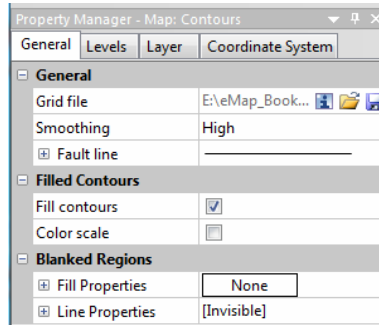 Property Manager - Map: Contours
General Levels Layer Coordinate System
General
Grid file E:\eMap_Book...
Smoothing High
Fault line
Filled Contours
Fill contours
Color scale
Blanked Regions
Fill Properties None
Line Properties [Invisible]